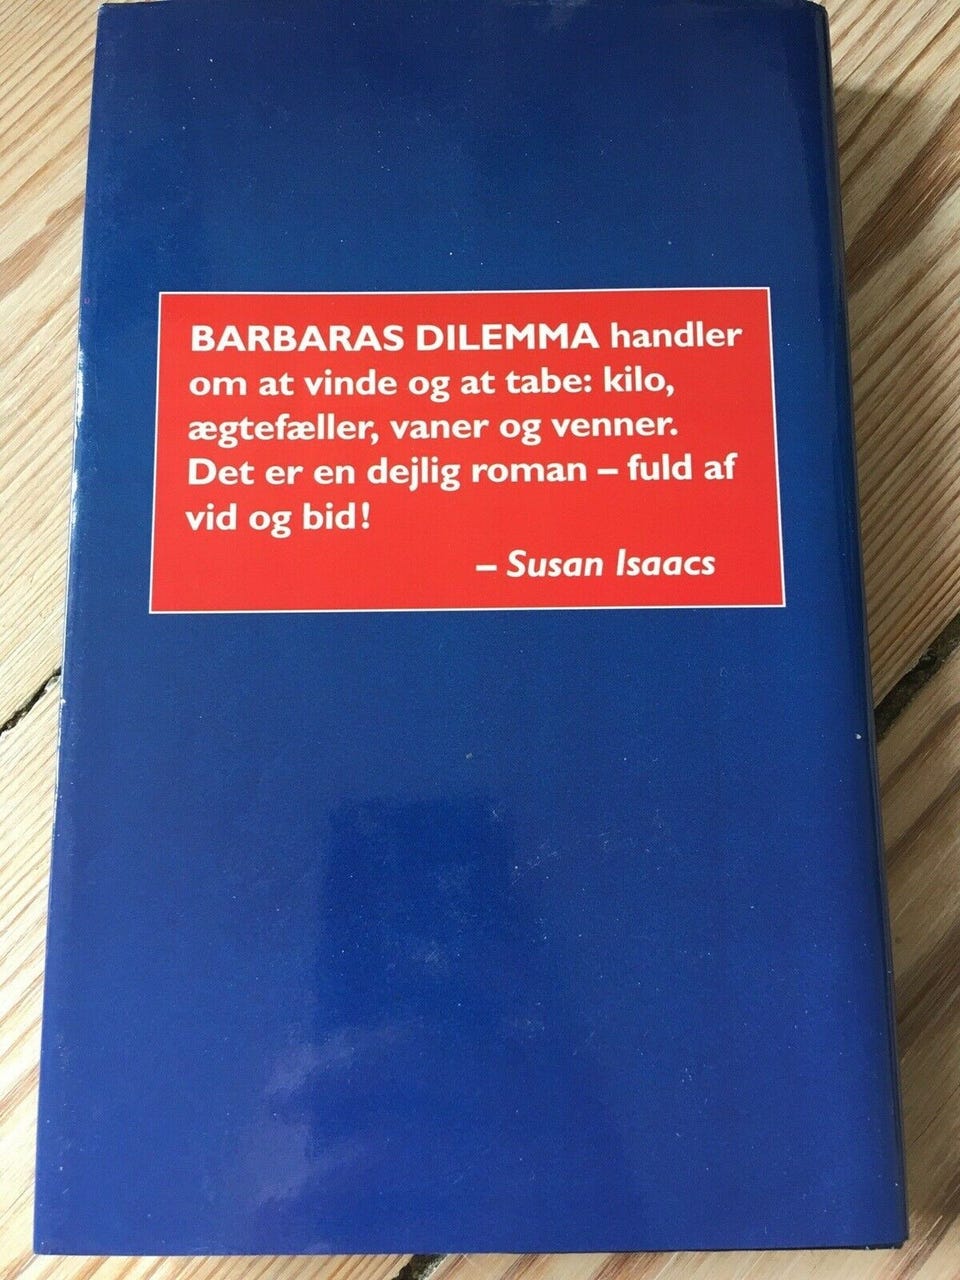 BARBARAS DILEMMA handler
om at vinde og at tabe: kilo,
ægtefæller, vaner og venner.
Det er en dejlig roman – fuld af
vid og bid!
– Susan Isaacs